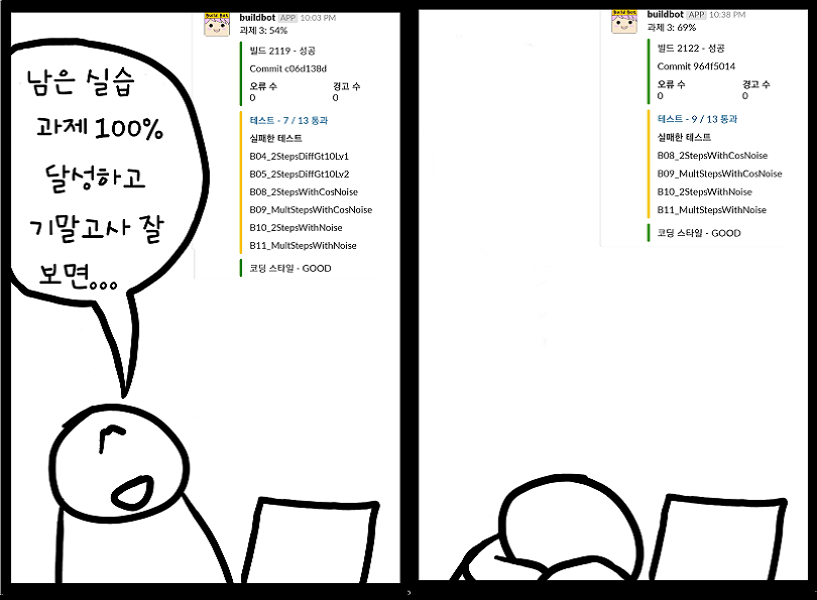 Build Bot
buildbot APP 10:03 PM
과제 3: 54%
빌드 2119 - 성공
Commit c06d138d
오류 수 경고 수
0 0
테스트 - 7 / 13 통과
실패한 테스트
B04_2StepsDiffGt10Lv1
B05_2StepsDiffGt10Lv2
B08_2StepsWithCosNoise
B09_MultStepsWithCosNoise
B10_2StepsWithNoise
B11_MultStepsWithNoise
코딩 스타일 - GOOD
남은 실습
과제 100%
달성하고
기말고사 잘
보면...
Build Bot
buildbot APP 10:38 PM
과제 3: 69%
빌드 2122 - 성공
Commit 964f5014
오류 수 경고 수
0 0
테스트 - 9 / 13 통과
실패한 테스트
B08_2StepsWithCosNoise
B09_MultStepsWithCosNoise
B10_2StepsWithNoise
B11_MultStepsWithNoise
코딩 스타일 - GOOD